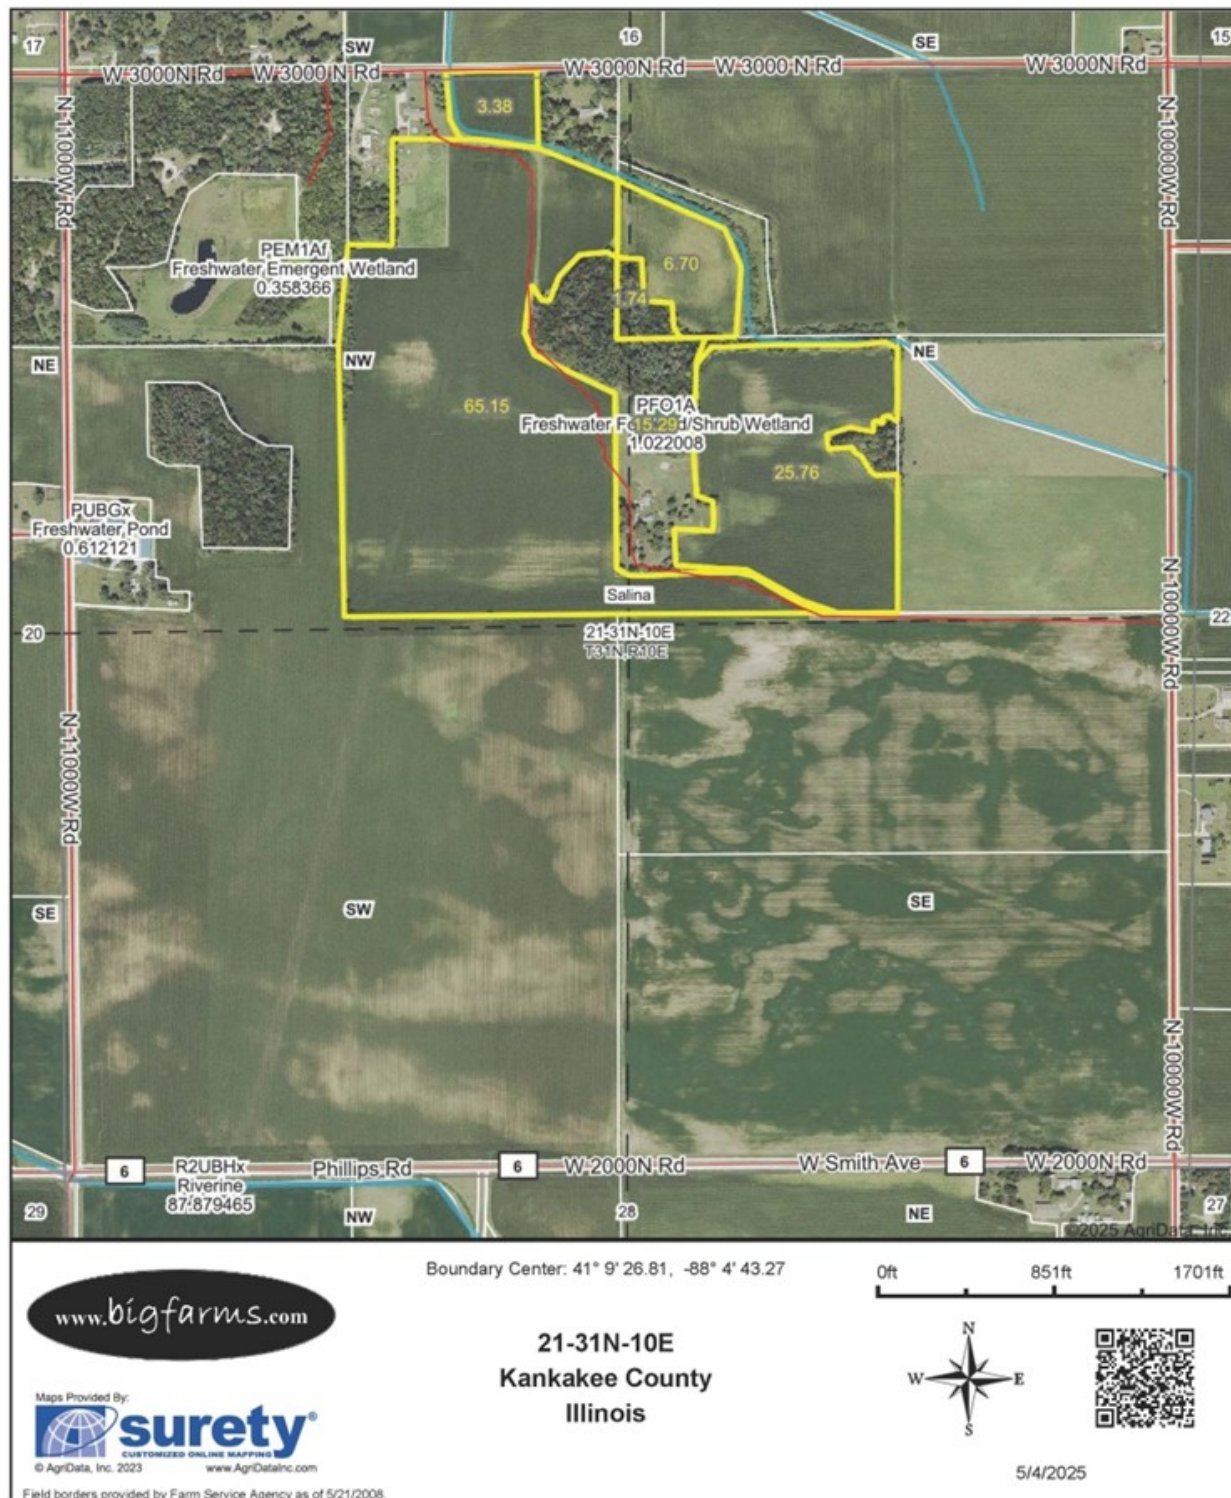 17
SW
16
SE
15
W 3000N Rd
W 3000 N Rd
W 3000N Rd
W 3000 N Rd
W 3000N Rd
N 11000W Rd
3.38
N 10000W Rd
PEM1Af
Freshwater Emergent Wetland
0.358366
6.70
1.74
NE
NW
NE
65.15
PFO1A
15.29
d/Shrub Wetland
1.022008
25.76
PUBGx
Freshwater Pond
0.612121
Salina
20
21-31N-10E
T31N,R10E
22
N 10000W Rd
N 11000W Rd
SE
SW
SE
N 10000W Rd
6
R2UBHx
Riverine
87.879465
Phillips Rd
6
W 2000N Rd
W Smith Ave
6
W 2000N Rd
29
NW
28
NE
27
©2025 AgriData, Inc.
Boundary Center: 41° 9' 26.81, -88° 4' 43.27
0ft
851ft
1701ft
www.bigfarms.com
21-31N-10E
Kankakee County
Illinois
N
W
E
S
Maps Provided By:
surety®
CUSTOMIZED ONLINE MAPPING
© AgriData, Inc. 2023
www.AgriDataInc.com
5/4/2025
Field borders provided by Farm Service Agency as of 5/21/2008.